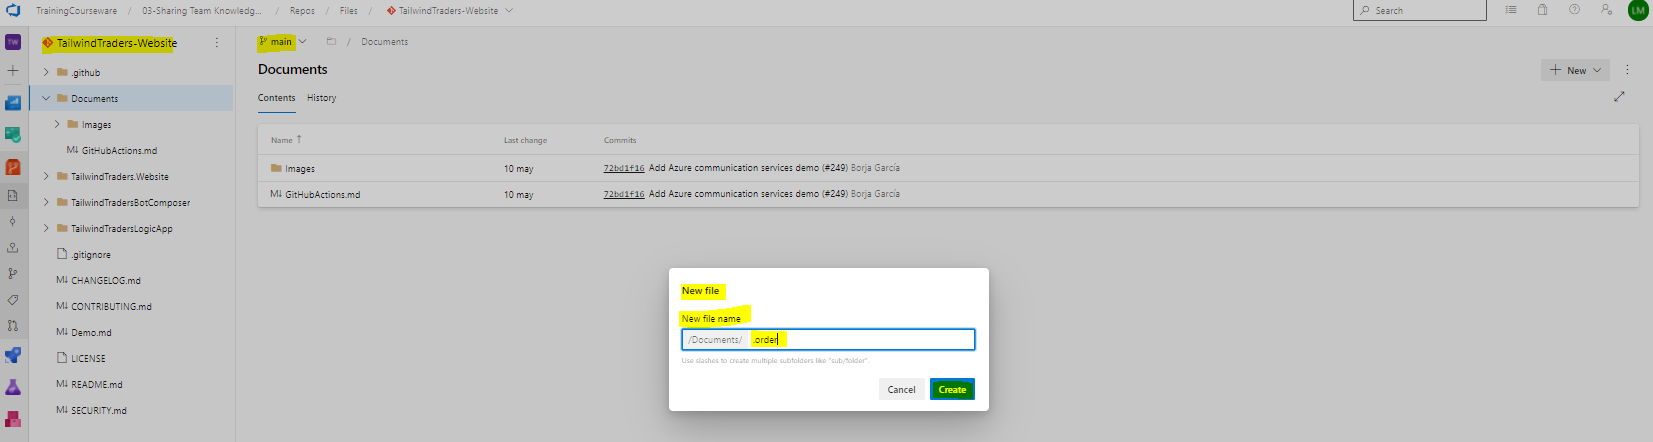 TrainingCourseware / 03-Sharing Team Knowledg... / Repos / Files / TailwindTraders-Website
Search
LM
TW
TailwindTraders-Website
.github
Documents
Images
GitHubActions.md
TailwindTraders.Website
TailwindTradersBotComposer
TailwindTradersLogicApp
.gitignore
CHANGELOG.md
CONTRIBUTING.md
Demo.md
LICENSE
README.md
SECURITY.md
main / Documents
Documents
New
Contents History
Name ↑ Last change Commits
Images 10 may 72bd1f16 Add Azure communication services demo (#249) Borja García
GitHubActions.md 10 may 72bd1f16 Add Azure communication services demo (#249) Borja García
New file
New file name
/Documents/ .order
Use slashes to create multiple subfolders like "sub/folder".
Cancel Create